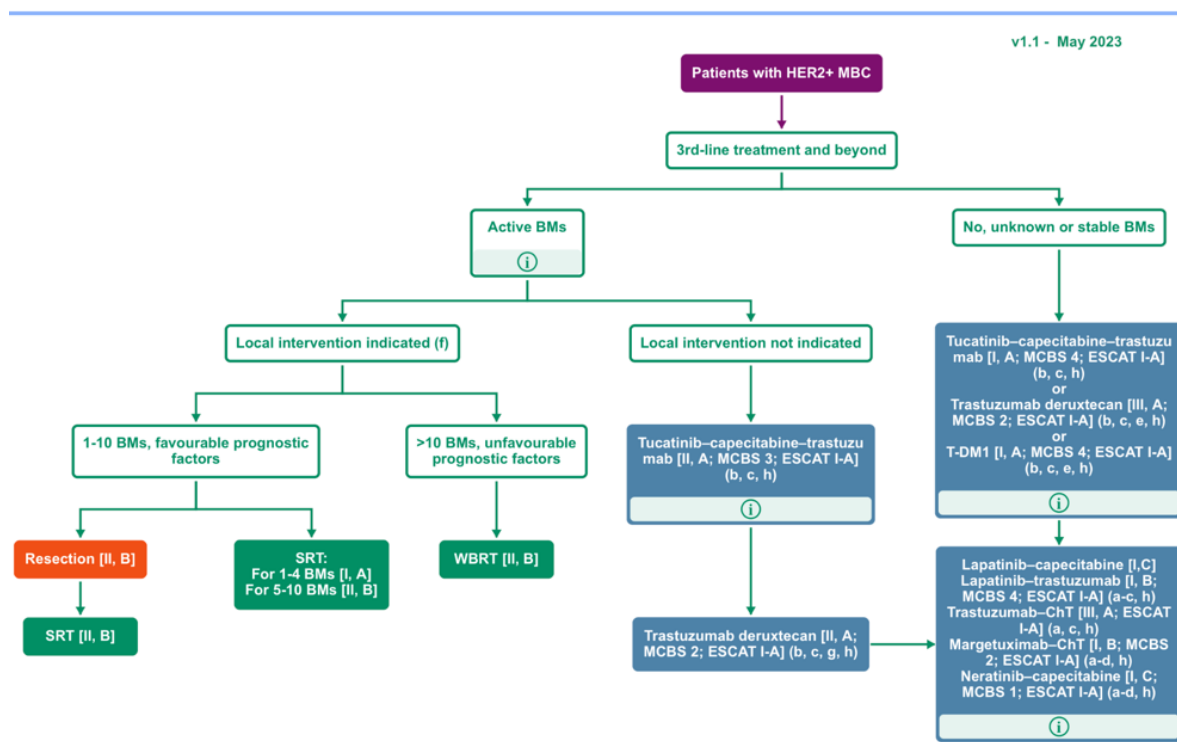 v1.1 - May 2023
Patients with HER2+ MBC
3rd-line treatment and beyond
Active BMs
i
No, unknown or stable BMs
Local intervention indicated (f)
Local intervention not indicated
1-10 BMs, favourable prognostic
factors
>10 BMs, unfavourable
prognostic factors
Tucatinib–capecitabine–trastuzu
mab [II, A; MCBS 3; ESCAT I-A]
(b, c, h)
i
Tucatinib–capecitabine–trastuzu
mab [I, A; MCBS 4; ESCAT I-A]
(b, c, h)
or
Trastuzumab deruxtecan [III, A;
MCBS 2; ESCAT I-A] (b, c, e, h)
or
T-DM1 [I, A; MCBS 4; ESCAT I-A]
(b, c, e, h)
i
Resection [II, B]
SRT [II, B]
SRT:
For 1-4 BMs [I, A]
For 5-10 BMs [II, B]
WBRT [II, B]
Trastuzumab deruxtecan [II, A;
MCBS 2; ESCAT I-A] (b, c, g, h)
Lapatinib–capecitabine [I,C]
Lapatinib–trastuzumab [I, B;
MCBS 4; ESCAT I-A] (a-c, h)
Trastuzumab–ChT [III, A; ESCAT
I-A] (a, c, h)
Margetuximab–ChT [I, B; MCBS
2; ESCAT I-A] (a-d, h)
Neratinib–capecitabine [I, C;
MCBS 1; ESCAT I-A] (a-d, h)
i